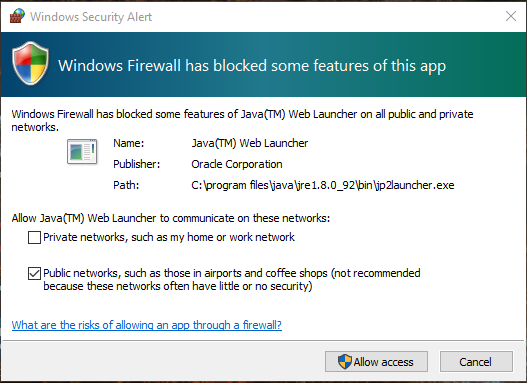 Windows Security Alert
Windows Firewall has blocked some features of this app
Windows Firewall has blocked some features of Java(TM) Web Launcher on all public and private
networks.
Name: Java(TM) Web Launcher
Publisher: Oracle Corporation
Path: C:\program files\java\jre1.8.0_92\bin\jp2launcher.exe
Allow Java(TM) Web Launcher to communicate on these networks:
Private networks, such as my home or work network
Public networks, such as those in airports and coffee shops (not recommended
because these networks often have little or no security)
What are the risks of allowing an app through a firewall?
Allow access Cancel